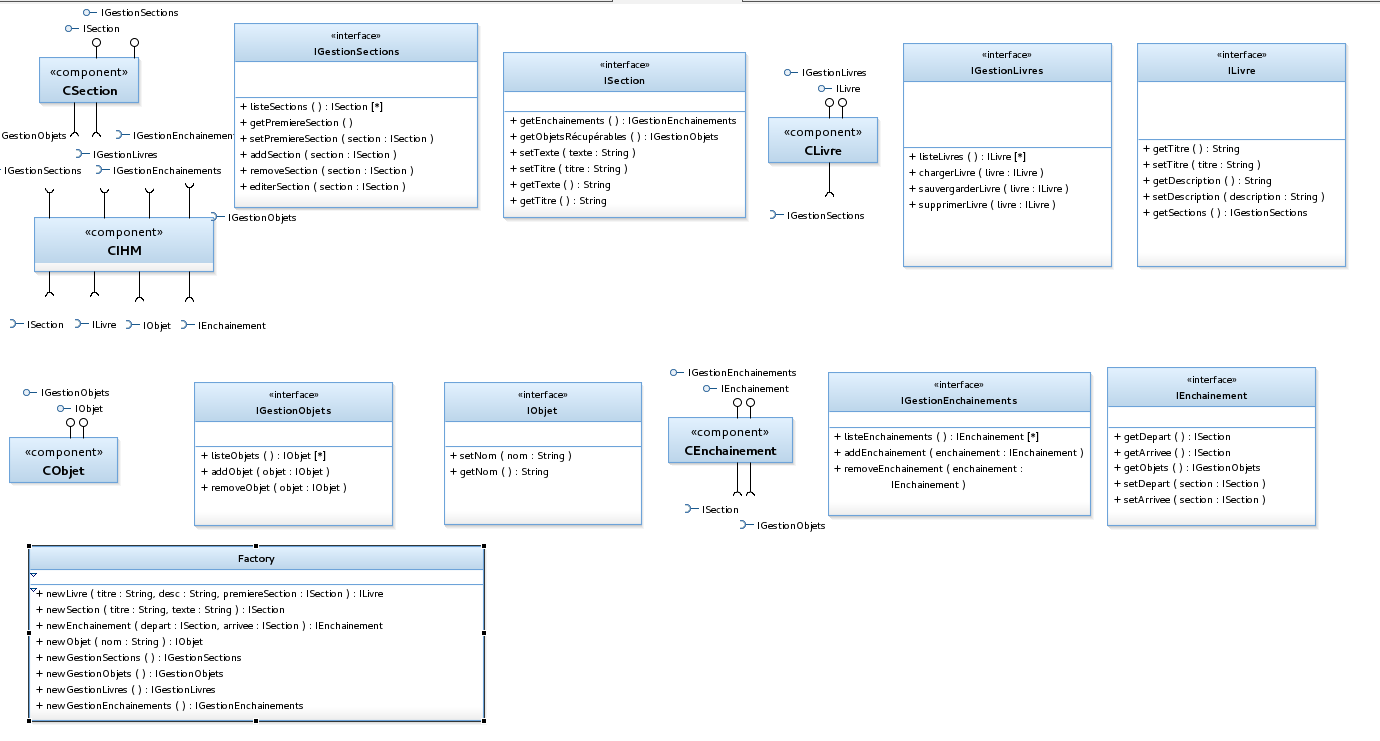 IGestionSections
ISection
«component»
CSection
GestionObjets
IGestionEnchainement
IGestionLivres
IGestionSections
IGestionEnchainements
IGestionObjets
«component»
CIHM
ISection
ILivre
IObjet
IEnchainement
«interface»
IGestionSections
+ listeSections ( ) : ISection [*]
+ getPremiereSection ( )
+ setPremiereSection ( section : ISection )
+ addSection ( section : ISection )
+ removeSection ( section : ISection )
+ editerSection ( section : ISection )
«interface»
ISection
+ getEnchainements ( ) : IGestionEnchainements
+ getObjetsRécupérables ( ) : IGestionObjets
+ setTexte ( texte : String )
+ setTitre ( titre : String )
+ getTexte ( ) : String
+ getTitre ( ) : String
IGestionLivres
ILivre
«component»
CLivre
IGestionSections
«interface»
IGestionLivres
+ listeLivres ( ) : ILivre [*]
+ chargerLivre ( livre : ILivre )
+ sauvergarderLivre ( livre : ILivre )
+ supprimerLivre ( livre : ILivre )
«interface»
ILivre
+ getTitre ( ) : String
+ setTitre ( titre : String )
+ getDescription ( ) : String
+ setDescription ( description : String )
+ getSections ( ) : IGestionSections
IGestionObjets
IObjet
«component»
CObjet
«interface»
IGestionObjets
+ listeObjets ( ) : IObjet [*]
+ addObjet ( objet : IObjet )
+ removeObjet ( objet : IObjet )
«interface»
IObjet
+ setNom ( nom : String )
+ getNom ( ) : String
IGestionEnchainements
IEnchainement
«component»
CEnchainement
ISection
IGestionObjets
«interface»
IGestionEnchainements
+ listeEnchainements ( ) : IEnchainement [*]
+ addEnchainement ( enchainement : IEnchainement )
+ removeEnchainement ( enchainement :
IEnchainement )
«interface»
IEnchainement
+ getDepart ( ) : ISection
+ getArrivee ( ) : ISection
+ getObjets ( ) : IGestionObjets
+ setDepart ( section : ISection )
+ setArrivee ( section : ISection )
Factory
+ newLivre ( titre : String, desc : String, premiereSection : ISection ) : ILivre
+ newSection ( titre : String, texte : String ) : ISection
+ newEnchainement ( depart : ISection, arrivee : ISection ) : IEnchainement
+ newObjet ( nom : String ) : IObjet
+ newGestionSections ( ) : IGestionSections
+ newGestionObjets ( ) : IGestionObjets
+ newGestionLivres ( ) : IGestionLivres
+ newGestionEnchainements ( ) : IGestionEnchainements